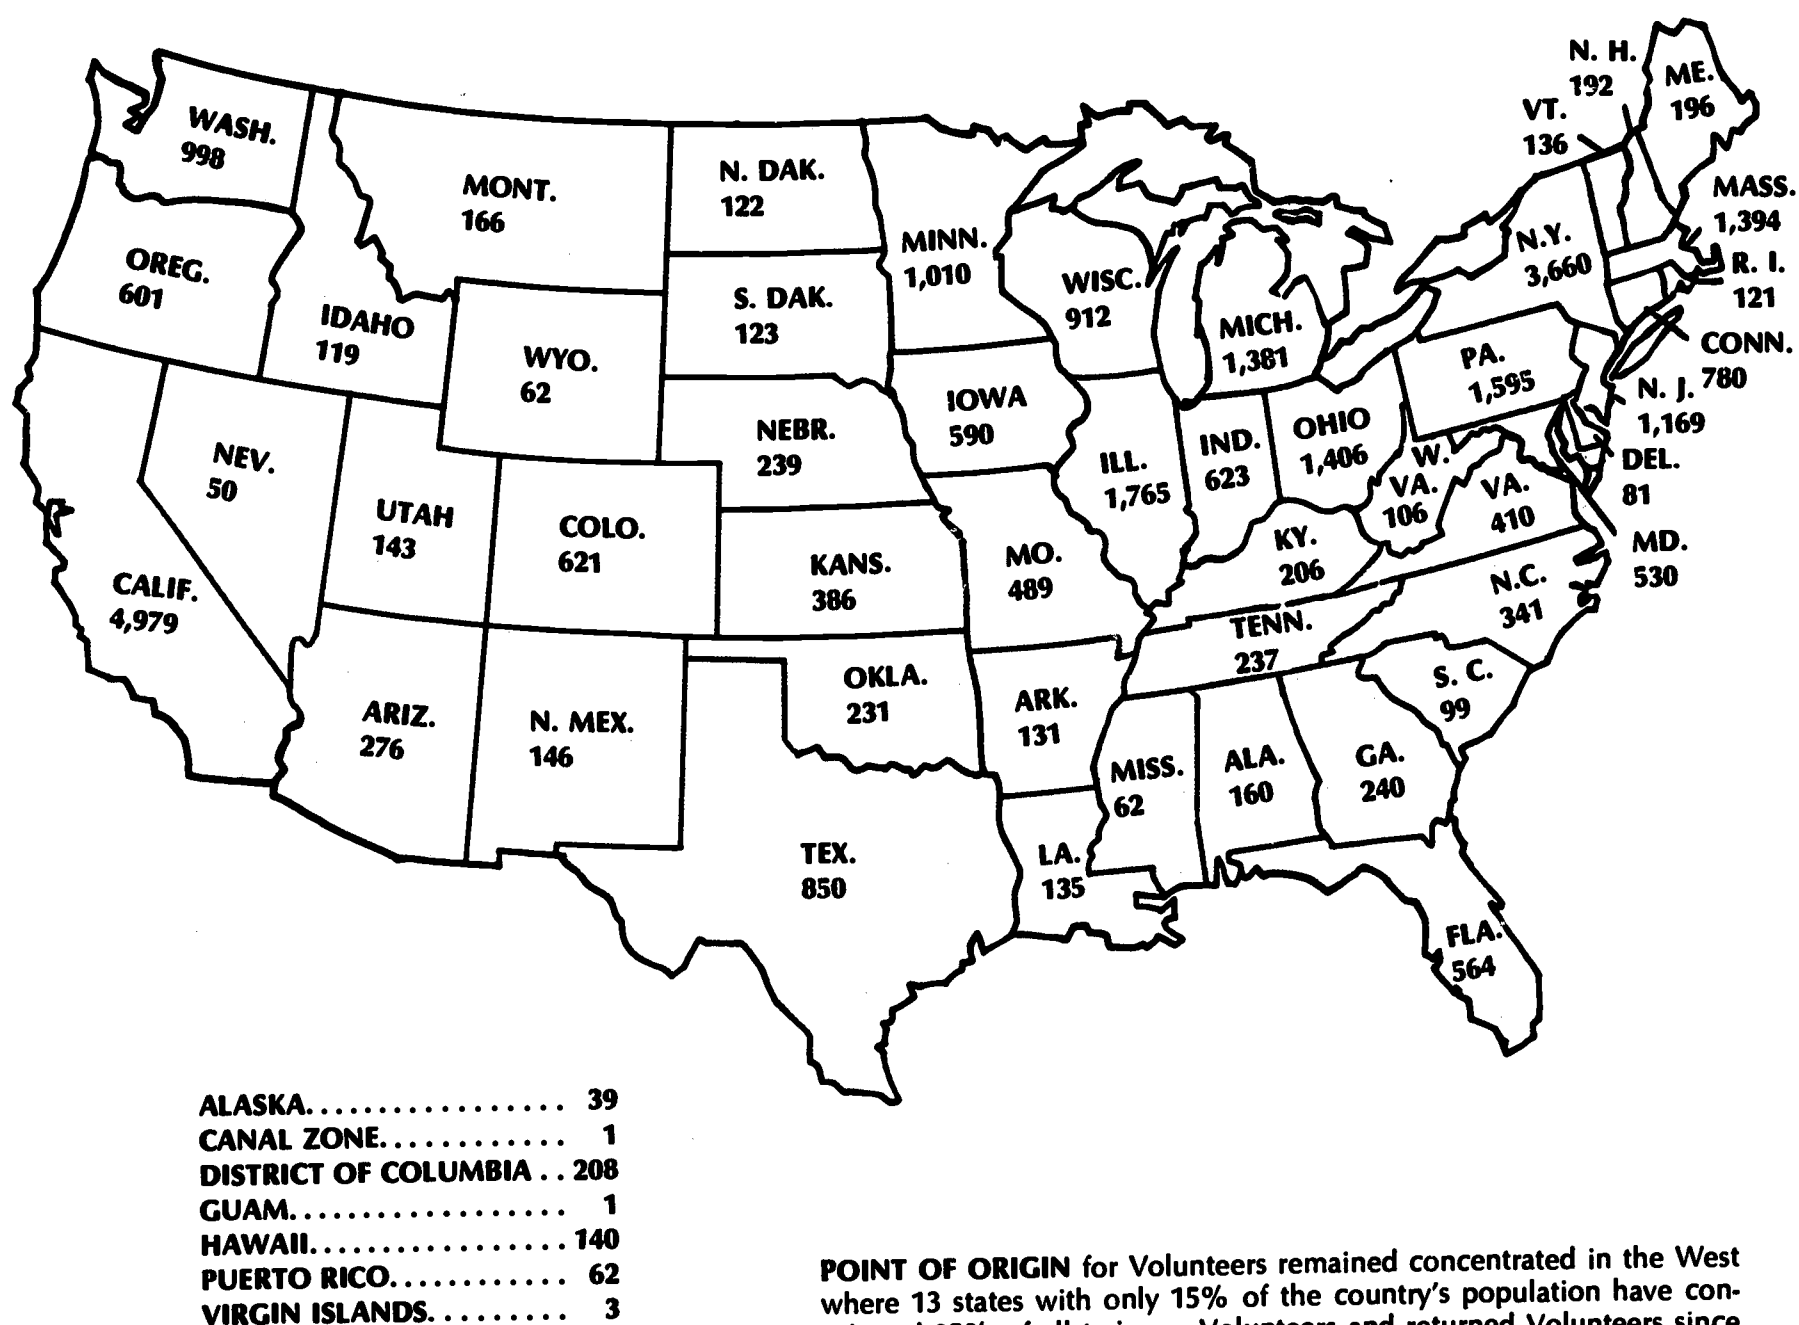 N. H.
192
ME.
196
VT.
136
WASH.
998
MONT.
166
N. DAK.
122
MINN.
1,010
MASS.
1,394
N.Y.
3,660
R. I.
121
OREG.
601
IDAHO
119
S. DAK.
123
WISC.
912
MICH.
1,381
CONN.
780
WYO.
62
PA.
1,595
N. J.
1,169
IOWA
590
NEBR.
239
OHIO
1,406
IND.
623
ILL.
1,765
W.
VA.
106
VA.
410
DEL.
81
NEV.
50
UTAH
143
COLO.
621
KANS.
386
MO.
489
KY.
206
MD.
530
CALIF.
4,979
N.C.
341
TENN.
237
OKLA.
231
ARK.
131
S. C.
99
ARIZ.
276
N. MEX.
146
MISS.
62
ALA.
160
GA.
240
TEX.
850
LA.
135
FLA.
564
ALASKA.................. 39
CANAL ZONE............ 1
DISTRICT OF COLUMBIA .. 208
GUAM................... 1
HAWAII..................140
PUERTO RICO............ 62
VIRGIN ISLANDS......... 3
POINT OF ORIGIN for Volunteers remained concentrated in the West
where 13 states with only 15% of the country's population have con-
Volunteers and returned Volunteers since